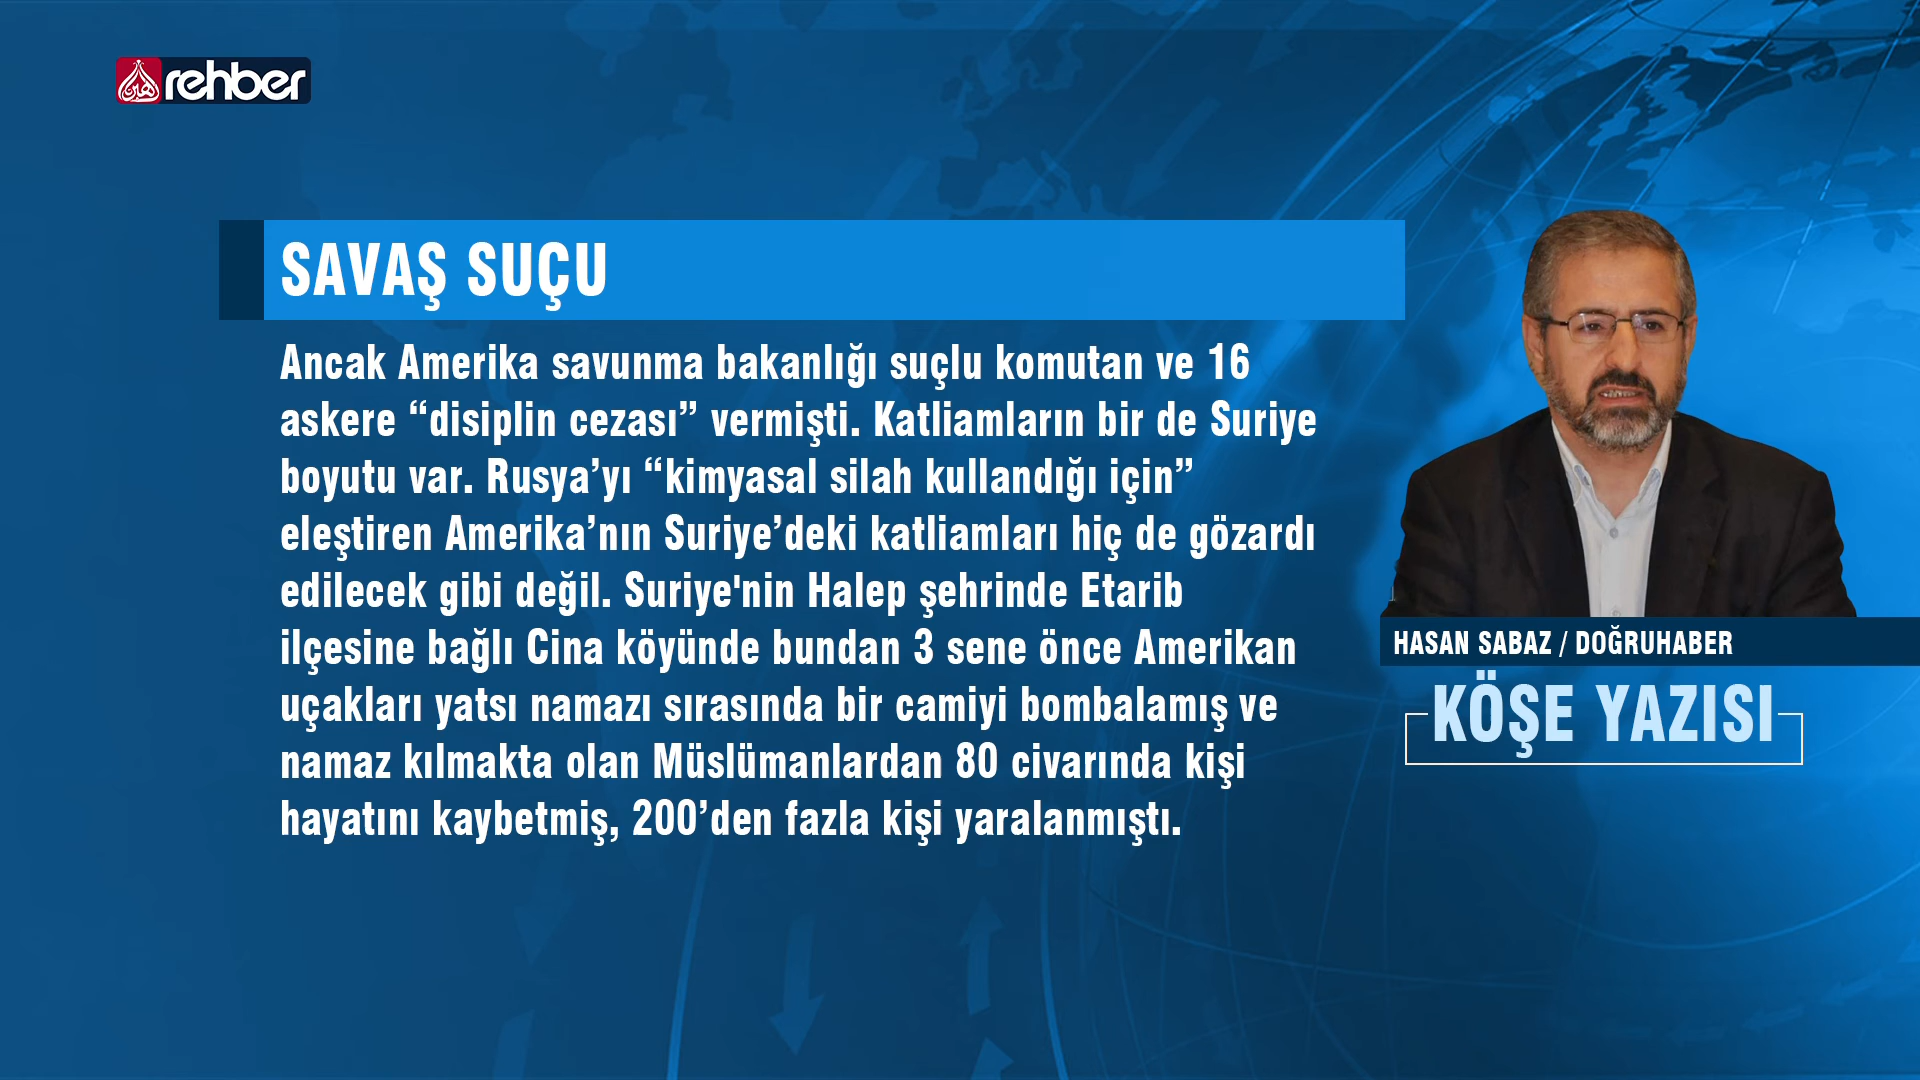 rehber
SAVAŞ SUÇU
Ancak Amerika savunma bakanlığı suçlu komutan ve 16
askere “disiplin cezası” vermişti. Katliamların bir de Suriye
boyutu var. Rusya’yı “kimyasal silah kullandığı için”
eleştiren Amerika’nın Suriye’deki katliamları hiç de gözardı
edilecek gibi değil. Suriye'nin Halep şehrinde Etarib
ilçesine bağlı Cina köyünde bundan 3 sene önce Amerikan
uçakları yatsı namazı sırasında bir camiyi bombalamış ve
namaz kılmakta olan Müslümanlardan 80 civarında kişi
hayatını kaybetmiş, 200’den fazla kişi yaralanmıştı.
HASAN SABAZ / DOĞRUHABER
KÖŞE YAZISI